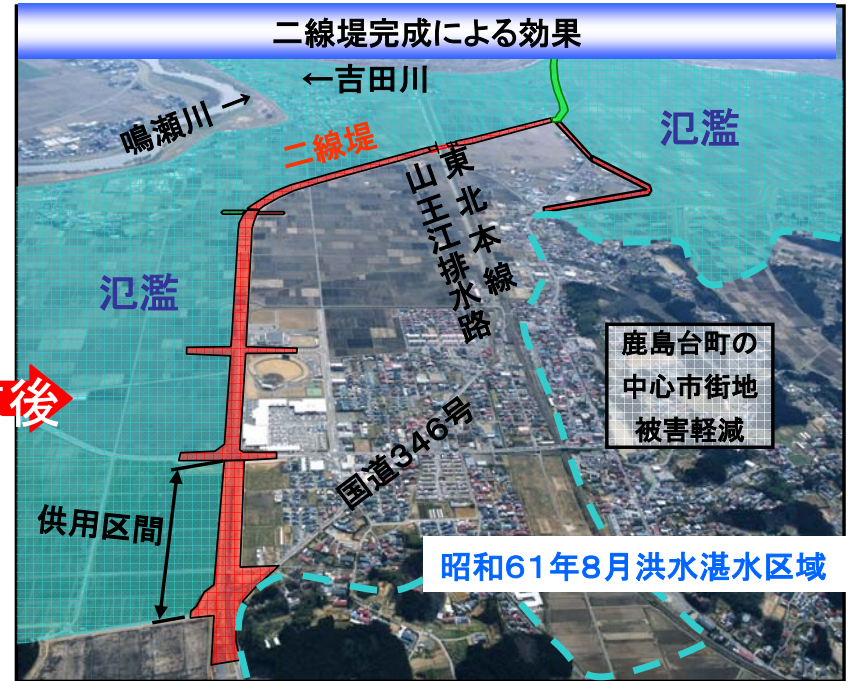 二線堤完成による効果
←吉田川
鳴瀬川→
二線堤
氾濫
東北本線
山王江排水路
氾濫
鹿島台町の
中心市街地
被害軽減
後
国道346号
供用区間
昭和61年8月洪水湛水区域